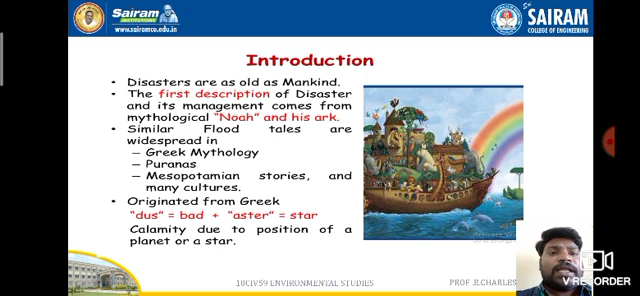 Sairam
INSTITUTIONS
www.sairamco.edu.in
SAIRAM
COLLEGE OF ENGINEERING
Introduction
• Disasters are as old as Mankind.
• The first description of Disaster
and its management comes from
mythological "Noah" and his ark.
• Similar Flood tales are
widespread in
– Greek Mythology
– Puranas
– Mesopotamian stories, and
many cultures.
• Originated from Greek
"dus" = bad + "aster" = star
Calamity due to position of a
planet or a star.
18CIV59 ENVIRONMENTAL STUDIES
PROF.E.CHARLES
V RECORDER